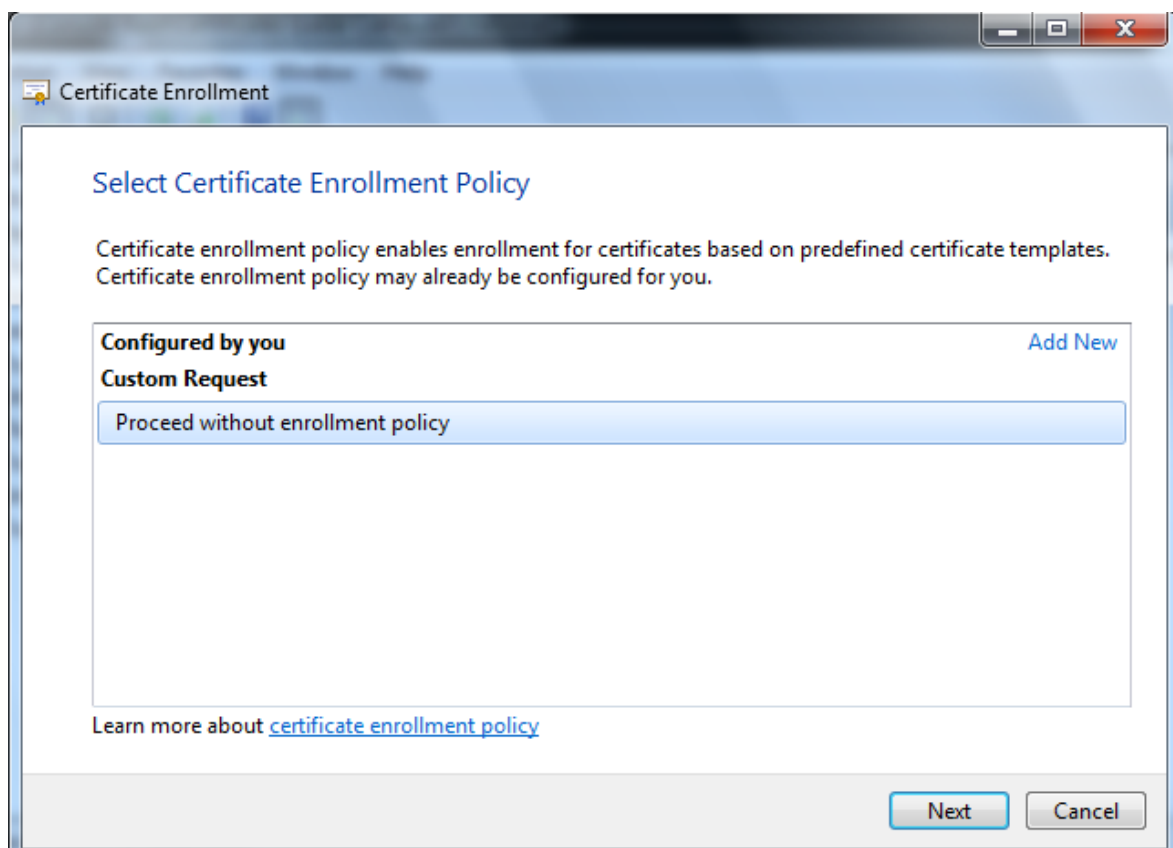 Certificate Enrollment
Select Certificate Enrollment Policy
Certificate enrollment policy enables enrollment for certificates based on predefined certificate templates.
Certificate enrollment policy may already be configured for you.
Configured by you Add New
Custom Request
Proceed without enrollment policy
Learn more about certificate enrollment policy
Next Cancel